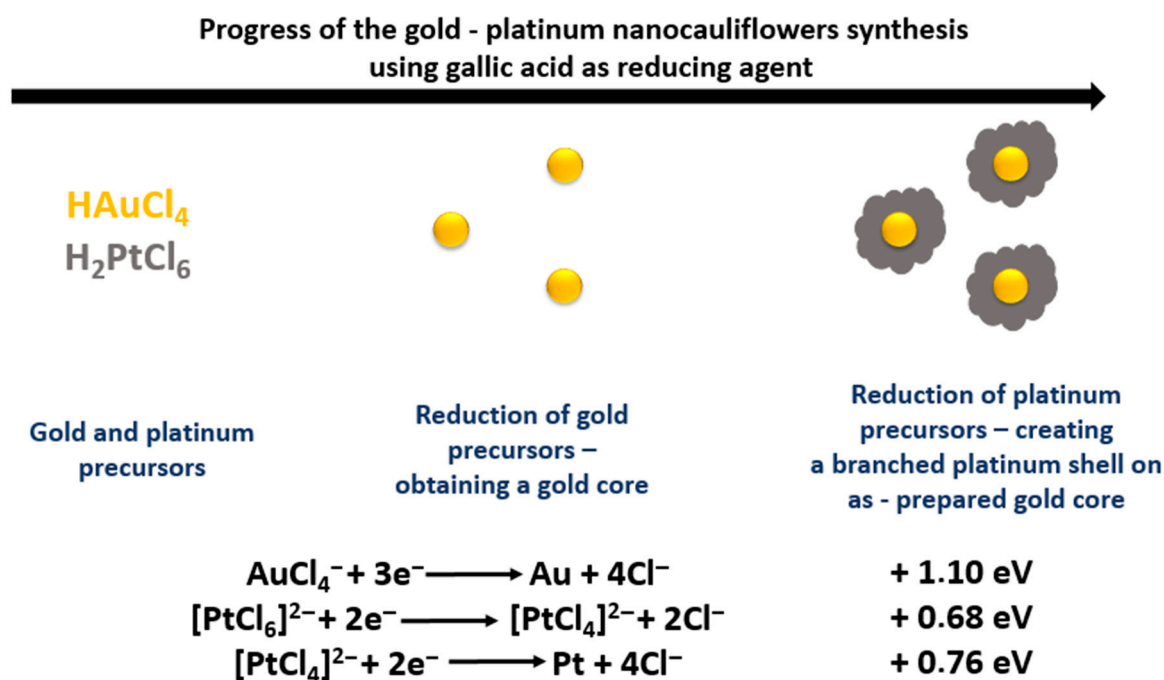 Progress of the gold - platinum nanocauliflowers synthesis
using gallic acid as reducing agent
HAuCl₄
H₂PtCl₆
Gold and platinum
precursors
Reduction of gold
precursors –
obtaining a gold core
Reduction of platinum
precursors – creating
a branched platinum shell on
as - prepared gold core
AuCl₄⁻ + 3e⁻ ⟶ Au + 4Cl⁻ + 1.10 eV
[PtCl₆]²⁻ + 2e⁻ ⟶ [PtCl₄]²⁻ + 2Cl⁻ + 0.68 eV
[PtCl₄]²⁻ + 2e⁻ ⟶ Pt + 4Cl⁻ + 0.76 eV